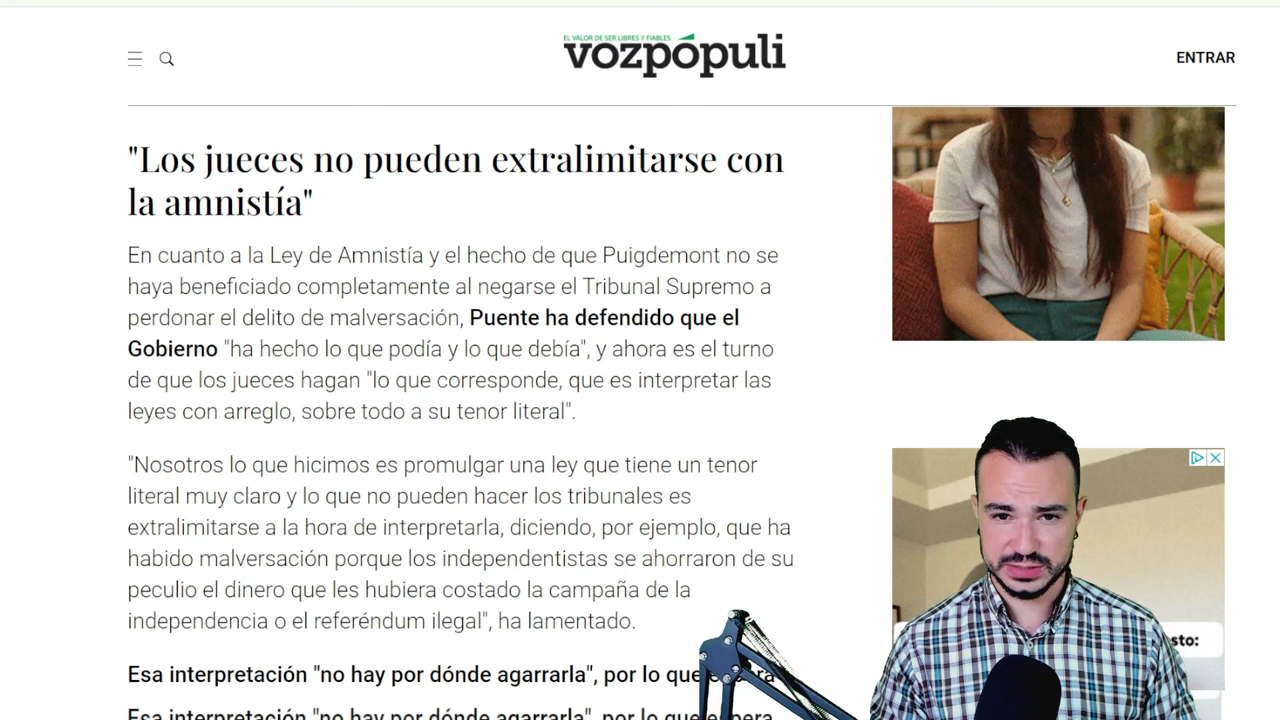 EL VALOR DE SER LIBRES Y FIABLES
vozpópuli
ENTRAR
"Los jueces no pueden extralimitarse con
la amnistía"
En cuanto a la Ley de Amnistía y el hecho de que Puigdemont no se
haya beneficiado completamente al negarse el Tribunal Supremo a
perdonar el delito de malversación, Puente ha defendido que el
Gobierno "ha hecho lo que podía y lo que debía", y ahora es el turno
de que los jueces hagan "lo que corresponde, que es interpretar las
leyes con arreglo, sobre todo a su tenor literal".
"Nosotros lo que hicimos es promulgar una ley que tiene un tenor
literal muy claro y lo que no pueden hacer los tribunales es
extralimitarse a la hora de interpretarla, diciendo, por ejemplo, que ha
habido malversación porque los independentistas se ahorraron de su
peculio el dinero que les hubiera costado la campaña de la
independencia o el referéndum ilegal", ha lamentado.
Esa interpretación "no hay por dónde agarrarla", por lo que
Esa interpretación "no hay por dónde agarrarla", por lo que espera